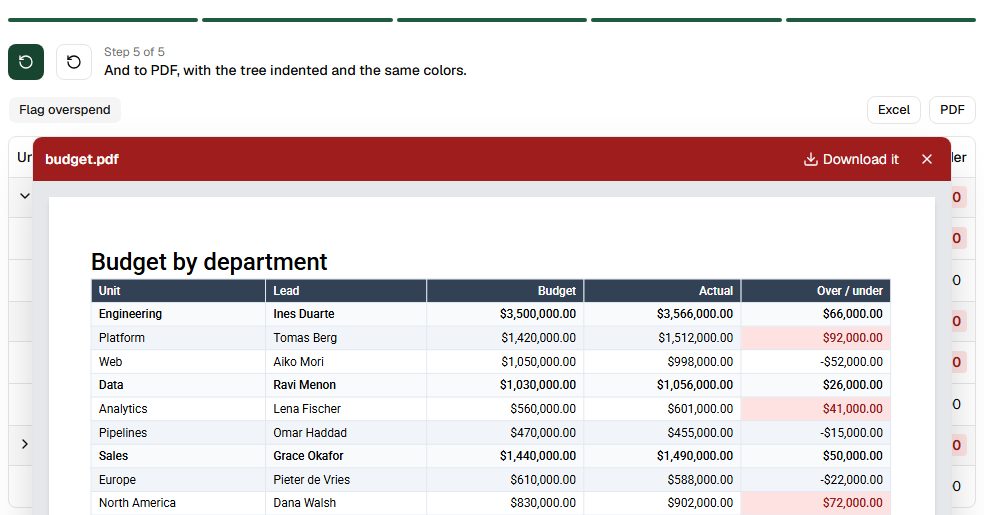 Step 5 of 5
And to PDF, with the tree indented and the same colors.
Flag overspend Excel PDF
budget.pdf Download it
Budget by department
Unit Lead Budget Actual Over / under
Engineering Ines Duarte $3,500,000.00 $3,566,000.00 $66,000.00
Platform Tomas Berg $1,420,000.00 $1,512,000.00 $92,000.00
Web Aiko Mori $1,050,000.00 $998,000.00 -$52,000.00
Data Ravi Menon $1,030,000.00 $1,056,000.00 $26,000.00
Analytics Lena Fischer $560,000.00 $601,000.00 $41,000.00
Pipelines Omar Haddad $470,000.00 $455,000.00 -$15,000.00
Sales Grace Okafor $1,440,000.00 $1,490,000.00 $50,000.00
Europe Pieter de Vries $610,000.00 $588,000.00 -$22,000.00
North America Dana Walsh $830,000.00 $902,000.00 $72,000.00